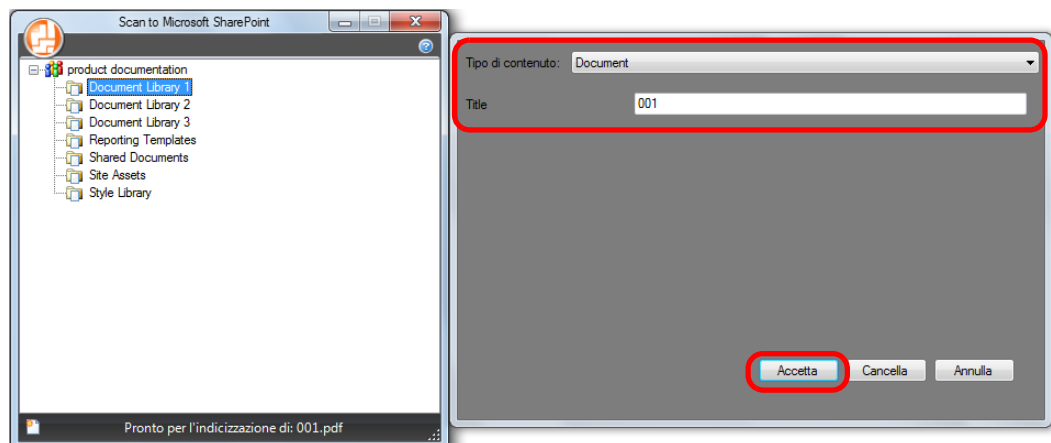 Scan to Microsoft SharePoint
product documentation
Document Library 1
Document Library 2
Document Library 3
Reporting Templates
Shared Documents
Site Assets
Style Library
Pronto per l'indicizzazione di: 001.pdf
Tipo di contenuto: Document
Title 001
Accetta Cancella Annulla